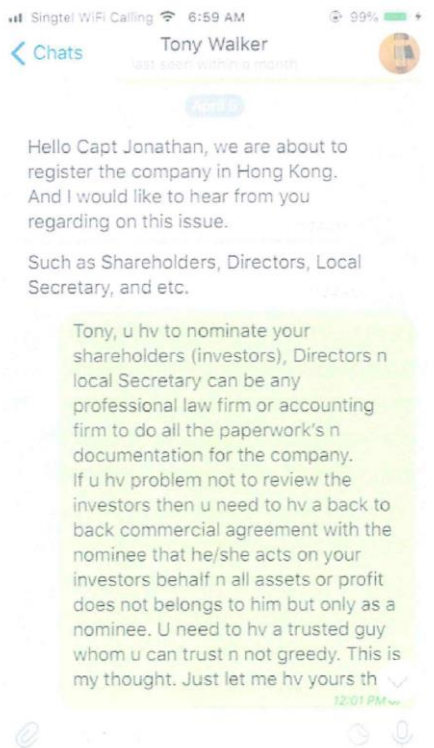 Singtel WiFi Calling 6:59 AM 99%
Chats
Tony Walker
last seen within a month
April 5
Hello Capt Jonathan, we are about to
register the company in Hong Kong.
And I would like to hear from you
regarding on this issue.
Such as Shareholders, Directors, Local
Secretary, and etc.
Tony, u hv to nominate your
shareholders (investors), Directors n
local Secretary can be any
professional law firm or accounting
firm to do all the paperwork's n
documentation for the company.
If u hv problem not to review the
investors then u need to hv a back to
back commercial agreement with the
nominee that he/she acts on your
investors behalf n all assets or profit
does not belongs to him but only as a
nominee. U need to hv a trusted guy
whom u can trust n not greedy. This is
my thought. Just let me hv yours th
12:01 PM